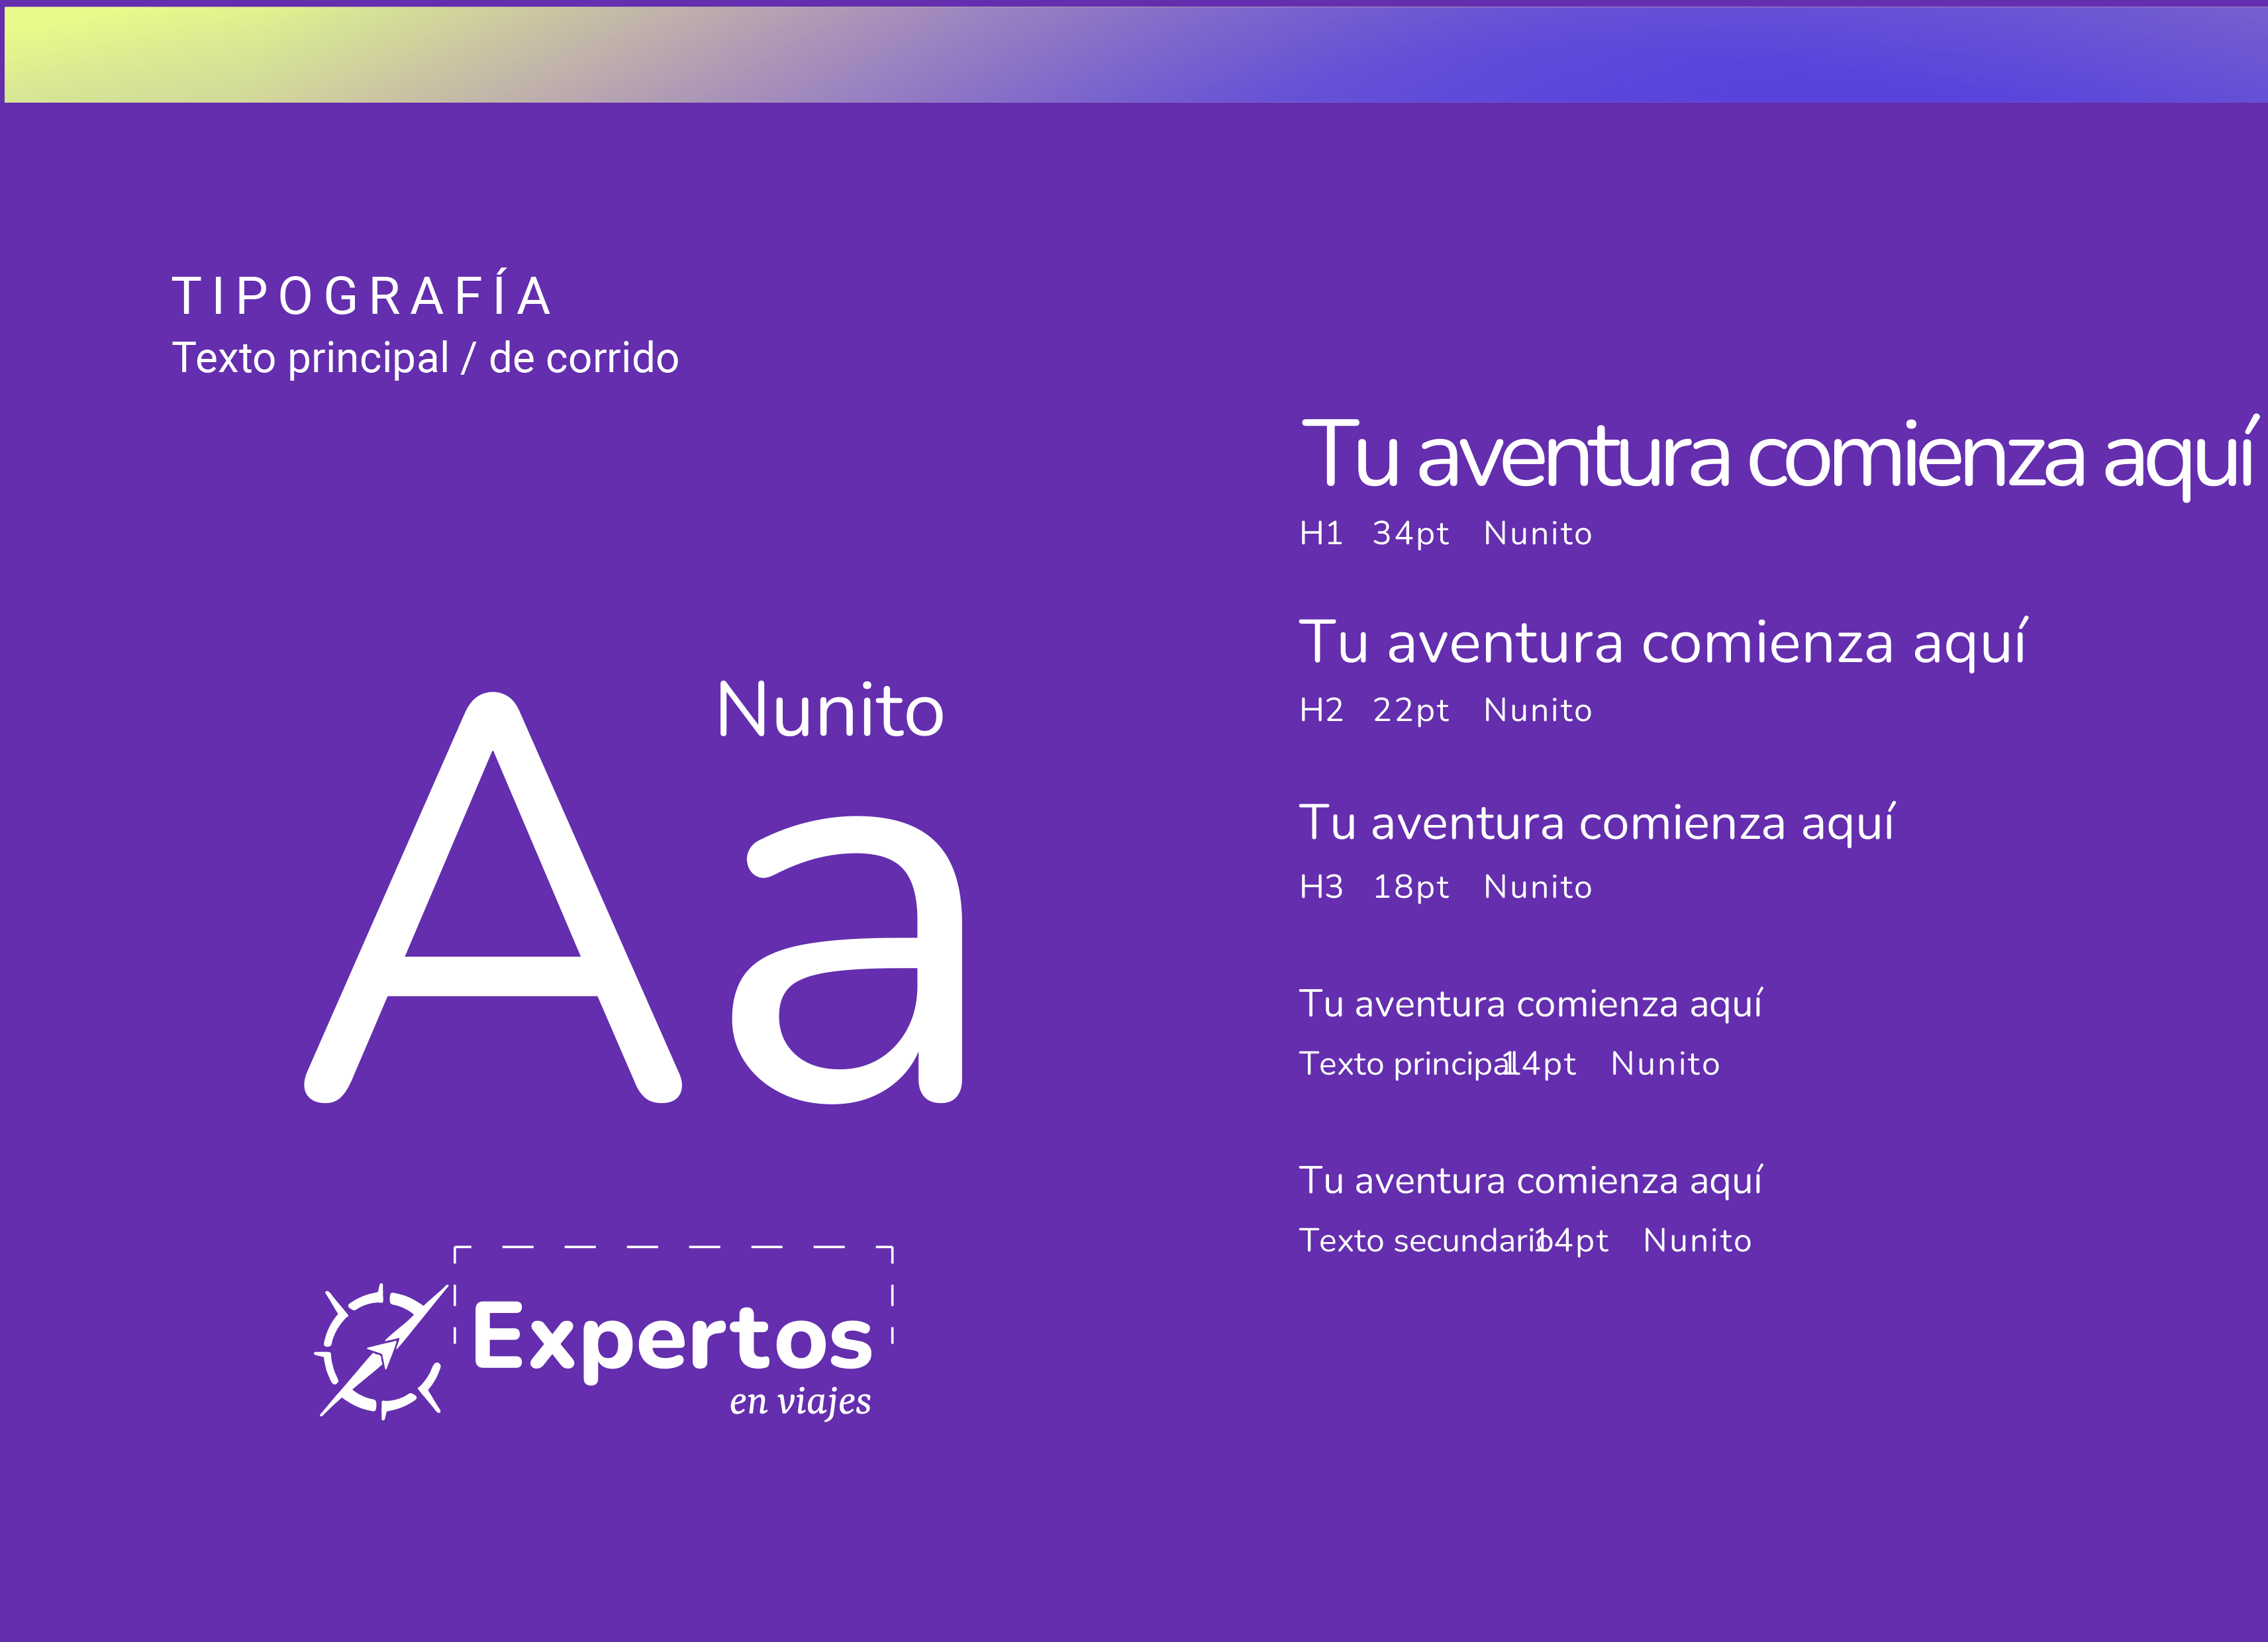 TIPOGRAFÍA
Texto principal / de corrido
Nunito
Aa
Expertos
en viajes
Tu aventura comienza aquí
H1 34pt Nunito
Tu aventura comienza aquí
H2 22pt Nunito
Tu aventura comienza aquí
H3 18pt Nunito
Tu aventura comienza aquí
Texto principal 14pt Nunito
Tu aventura comienza aquí
Texto secundario 14pt Nunito